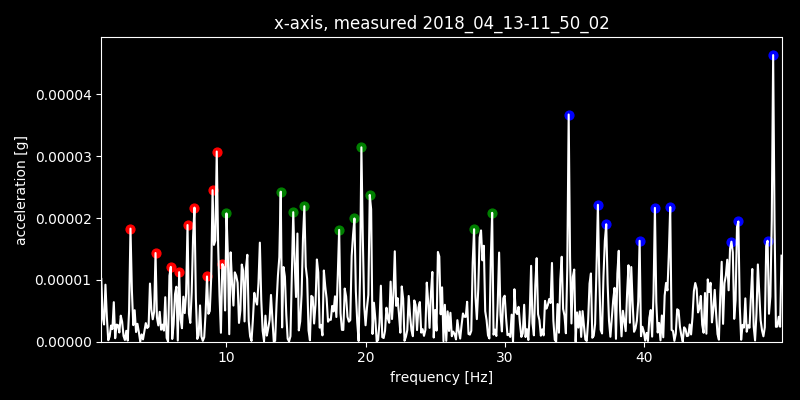 x-axis, measured 2018_04_13-11_50_02
0.00004
0.00003
0.00002
0.00001
0.00000
acceleration [g]
10 20 30 40
frequency [Hz]